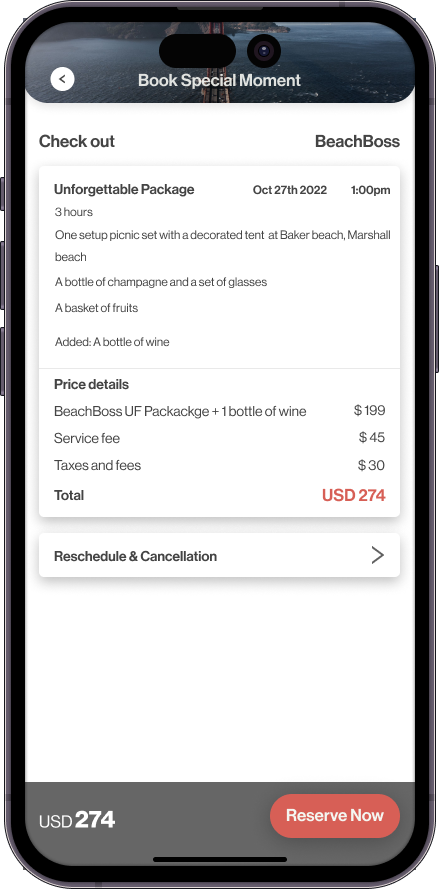 Book Special Moment
Check out BeachBoss
Unforgettable Package Oct 27th 2022 1:00pm
3 hours
One setup picnic set with a decorated tent at Baker beach, Marshall
beach
A bottle of champagne and a set of glasses
A basket of fruits
Added: A bottle of wine
Price details
BeachBoss UF Packackge + 1 bottle of wine $ 199
Service fee $ 45
Taxes and fees $ 30
Total USD 274
Reschedule & Cancellation
USD 274 Reserve Now